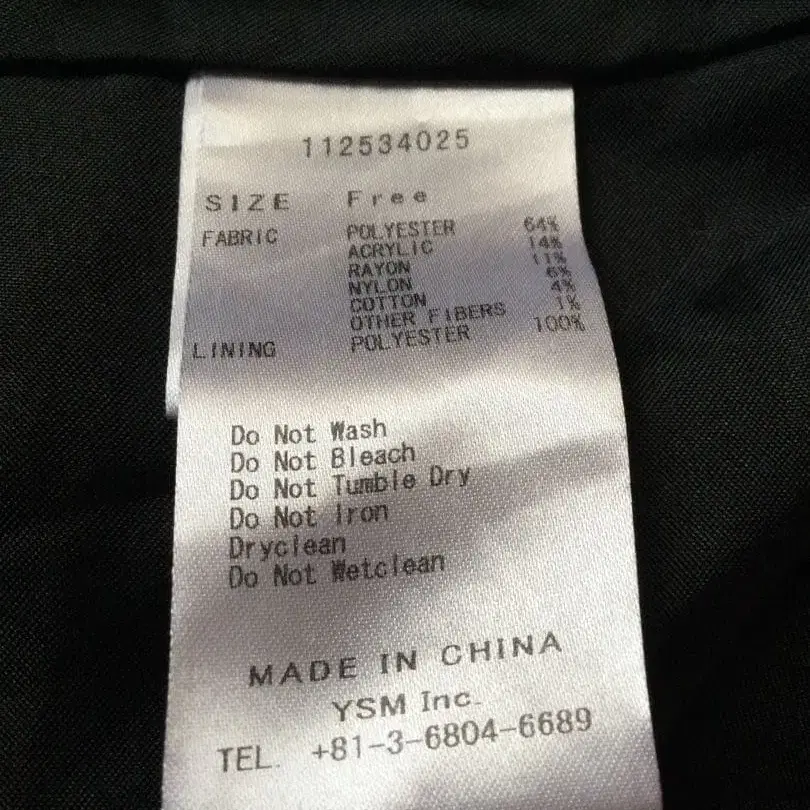 112534025
SIZE Free
FABRIC POLYESTER 64%
ACRYLIC 14%
RAYON 11%
NYLON 6%
COTTON 4%
OTHER FIBERS 1%
LINING POLYESTER 100%
Do Not Wash
Do Not Bleach
Do Not Tumble Dry
Do Not Iron
Dryclean
Do Not Wetclean
MADE IN CHINA
YSM Inc.
TEL. +81-3-6804-6689